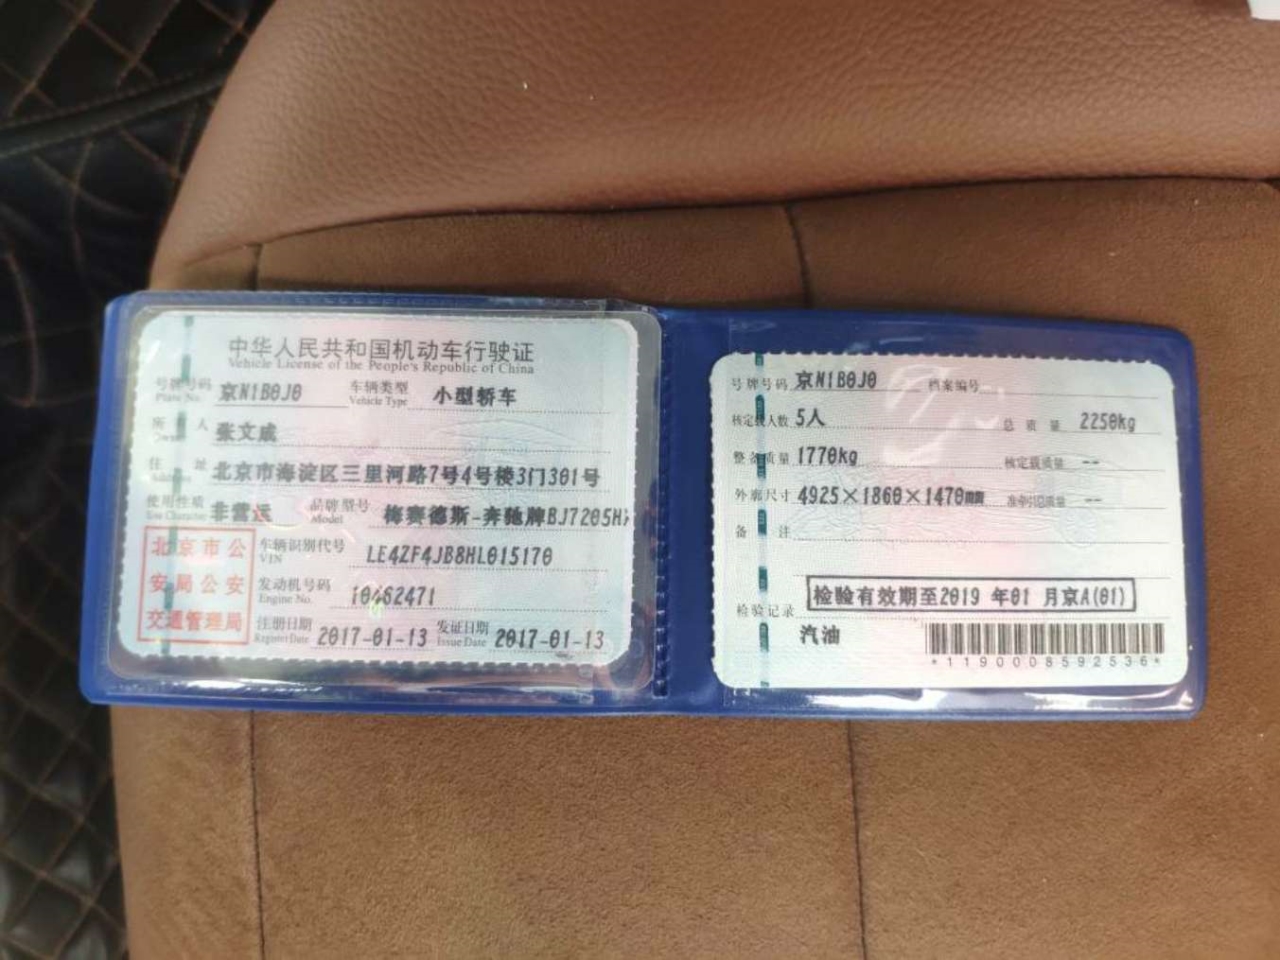 中华人民共和国机动车行驶证
Vehicle License of the People's Republic of China
号牌号码 京N1B0J0 车辆类型 小型轿车
Plate No. Vehicle Type
所有人 张文成
Owner
住址 北京市海淀区三里河路7号4号楼3门301号
Address
使用性质 非营运 品牌型号 梅赛德斯-奔驰牌BJ7205H
Use Character Model
北京市公
安局公安
交通管理局
车辆识别代号 LE4ZF4JB8HL015170
VIN
发动机号码 10462471
Engine No.
注册日期 2017-01-13 发证日期 2017-01-13
Register Date Issue Date
号牌号码 京N1B0J0 档案编号
核定载人数 5人 总质量 2250kg
整备质量 1770kg 核定载质量 --
外廓尺寸 4925×1860×1470mm 准牵引总质量 --
备注
检验记录 检验有效期至2019 年01 月京A(01)
汽油
*1190008592536*